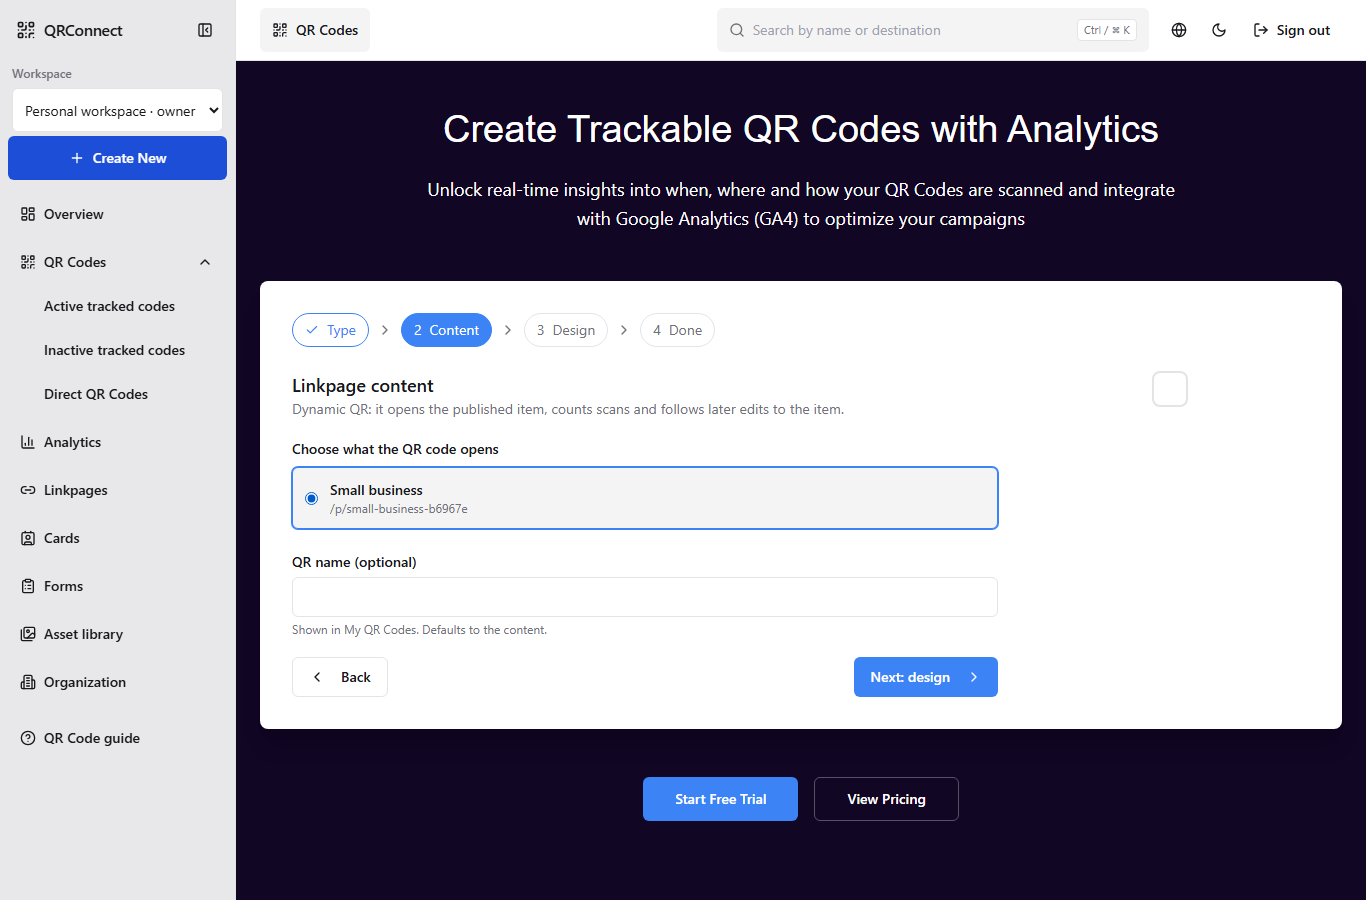 QRConnect
Workspace
Personal workspace · owner
Create New
Overview
QR Codes
Active tracked codes
Inactive tracked codes
Direct QR Codes
Analytics
Linkpages
Cards
Forms
Asset library
Organization
QR Code guide
QR Codes
Search by name or destination
Ctrl / ⌘ K
Sign out
Create Trackable QR Codes with Analytics
Unlock real-time insights into when, where and how your QR Codes are scanned and integrate
with Google Analytics (GA4) to optimize your campaigns
Type
2 Content
3 Design
4 Done
Linkpage content
Dynamic QR: it opens the published item, counts scans and follows later edits to the item.
Choose what the QR code opens
Small business
/p/small-business-b6967e
QR name (optional)
Shown in My QR Codes. Defaults to the content.
Back
Next: design
Start Free Trial
View Pricing